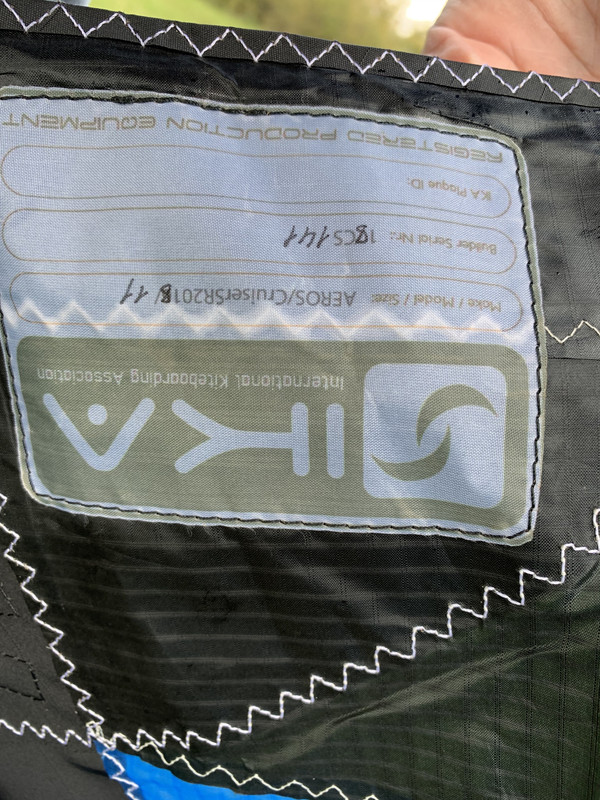 IKA
International Kiteboarding Association
Make / Model / Size: AEROS/CruiserSR2018/ 11
Builder Serial Nr.: 18CS141
IKA Plaque ID:
REGISTERED PRODUCTION EQUIPMENT